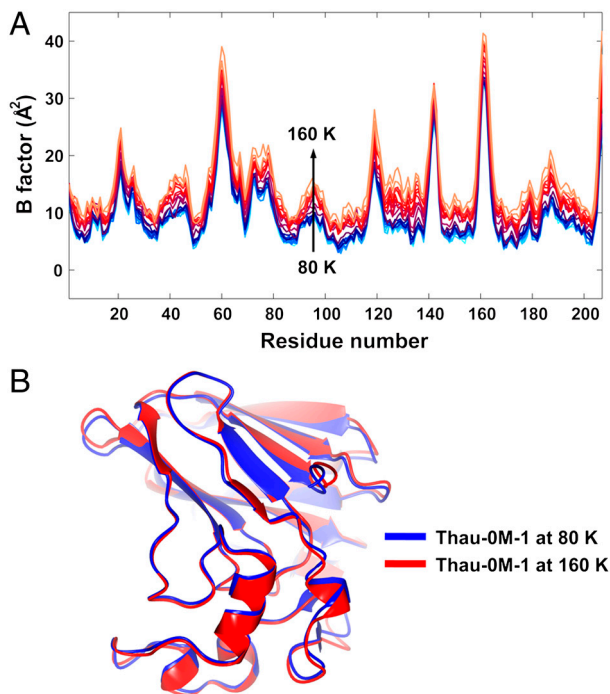 A
B factor (Å²)
40
30
20
10
0
160 K
80 K
20 40 60 80 100 120 140 160 180 200
Residue number
B
Thau-0M-1 at 80 K
Thau-0M-1 at 160 K